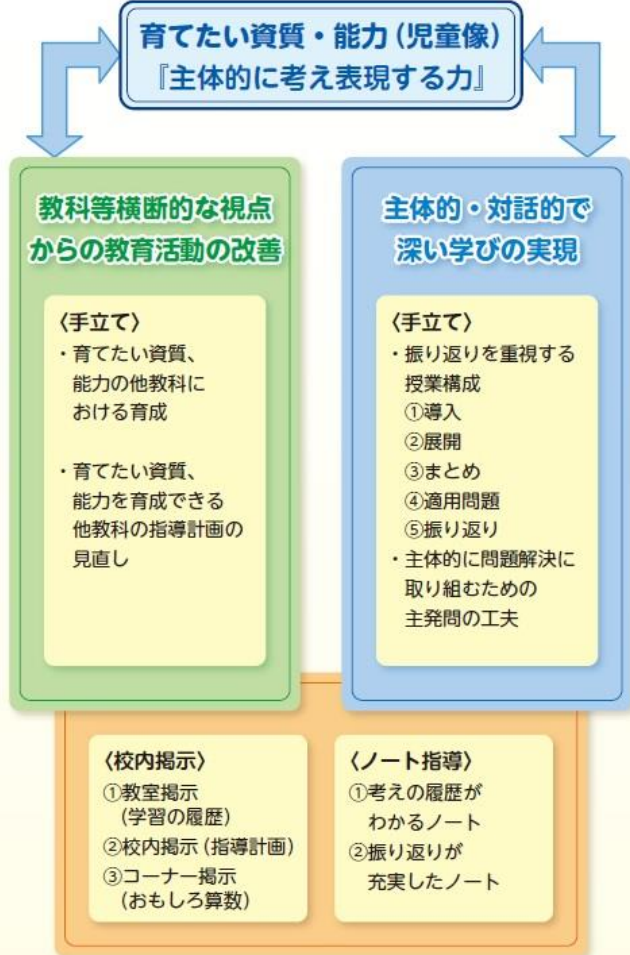 育てたい資質・能力(児童像)
『主体的に考え表現する力』
教科等横断的な視点
からの教育活動の改善
〈手立て〉
・育てたい資質、
能力の他教科に
おける育成
・育てたい資質、
能力を育成できる
他教科の指導計画の
見直し
主体的・対話的で
深い学びの実現
〈手立て〉
・振り返りを重視する
授業構成
①導入
②展開
③まとめ
④適用問題
⑤振り返り
・主体的に問題解決に
取り組むための
主発問の工夫
〈校内掲示〉
①教室掲示
(学習の履歴)
②校内掲示(指導計画)
③コーナー掲示
(おもしろ算数)
〈ノート指導〉
①考えの履歴が
わかるノート
②振り返りが
充実したノート